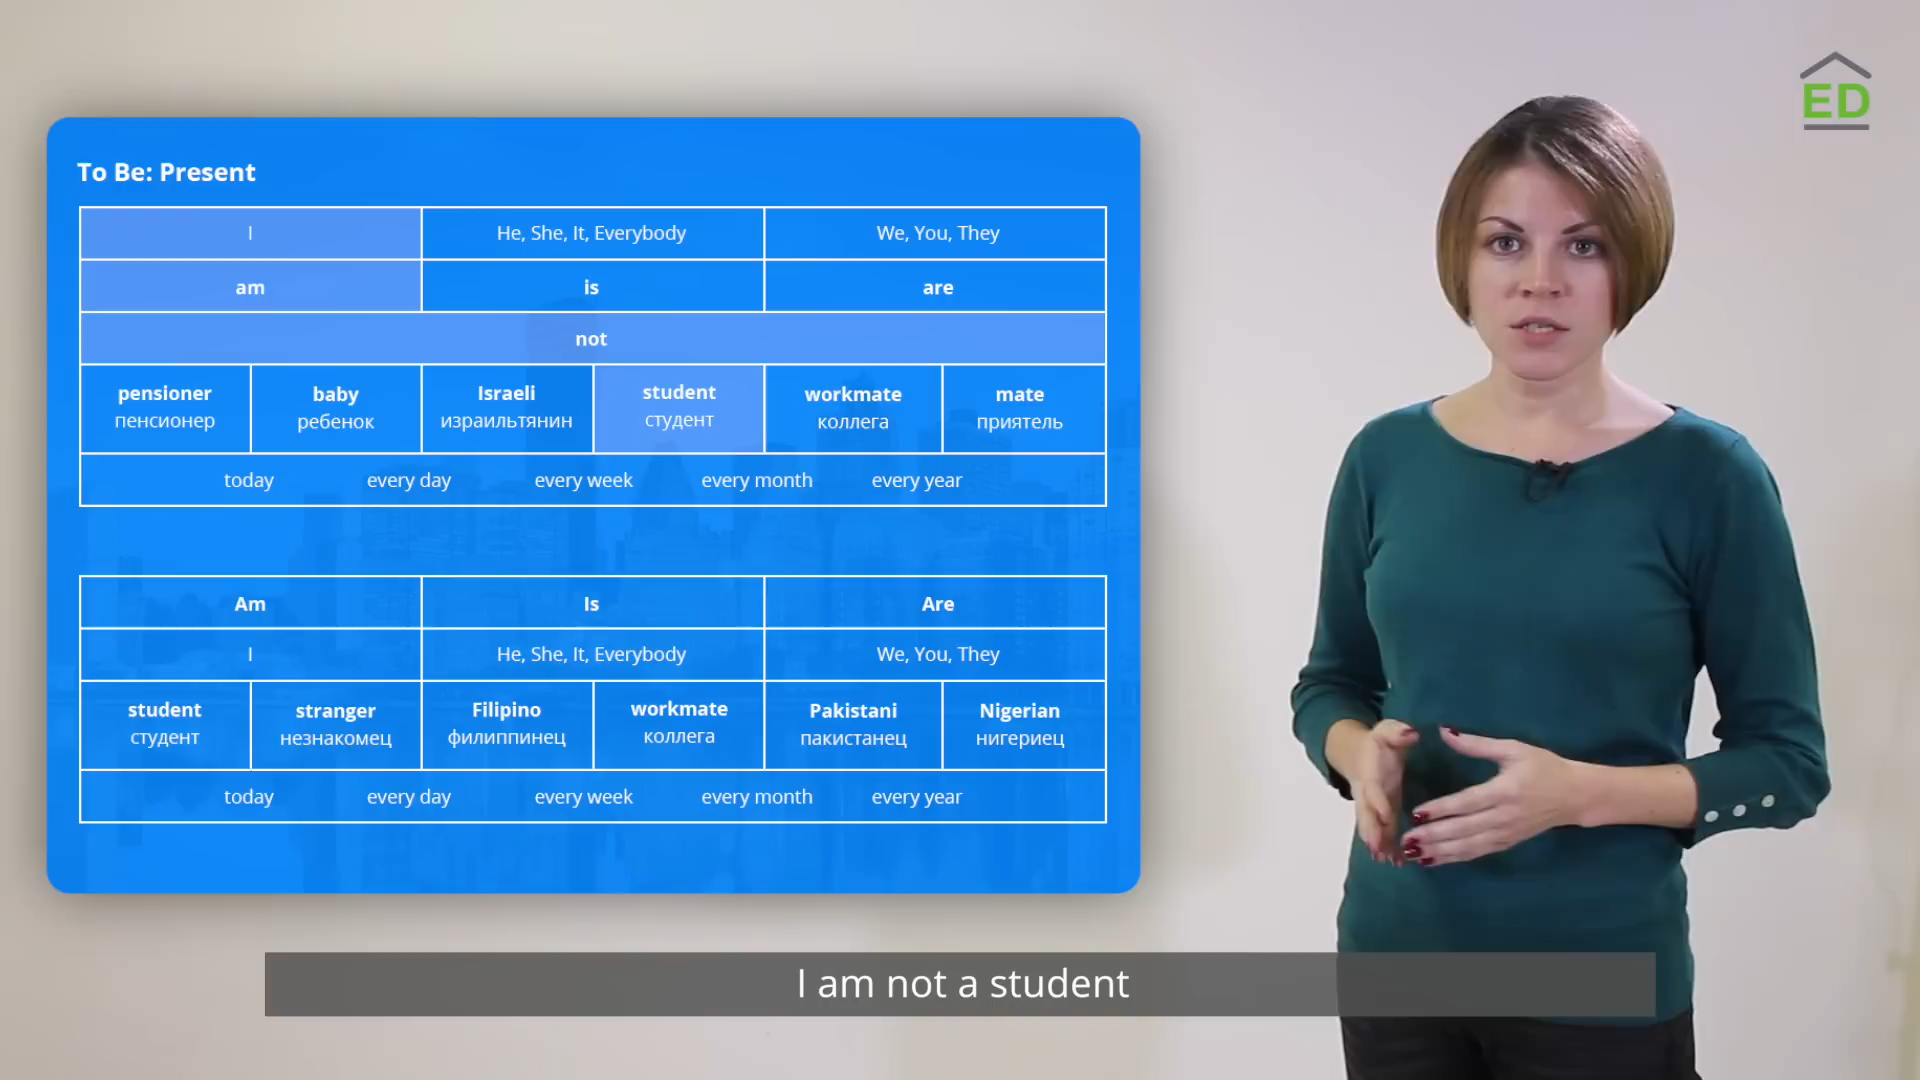 ED
To Be: Present
I He, She, It, Everybody We, You, They
am is are
not
pensioner baby Israeli student workmate mate
пенсионер ребенок израильтянин студент коллега приятель
today every day every week every month every year
Am Is Are
I He, She, It, Everybody We, You, They
student stranger Filipino workmate Pakistani Nigerian
студент незнакомец филиппинец коллега пакистанец нигериец
today every day every week every month every year
I am not a student